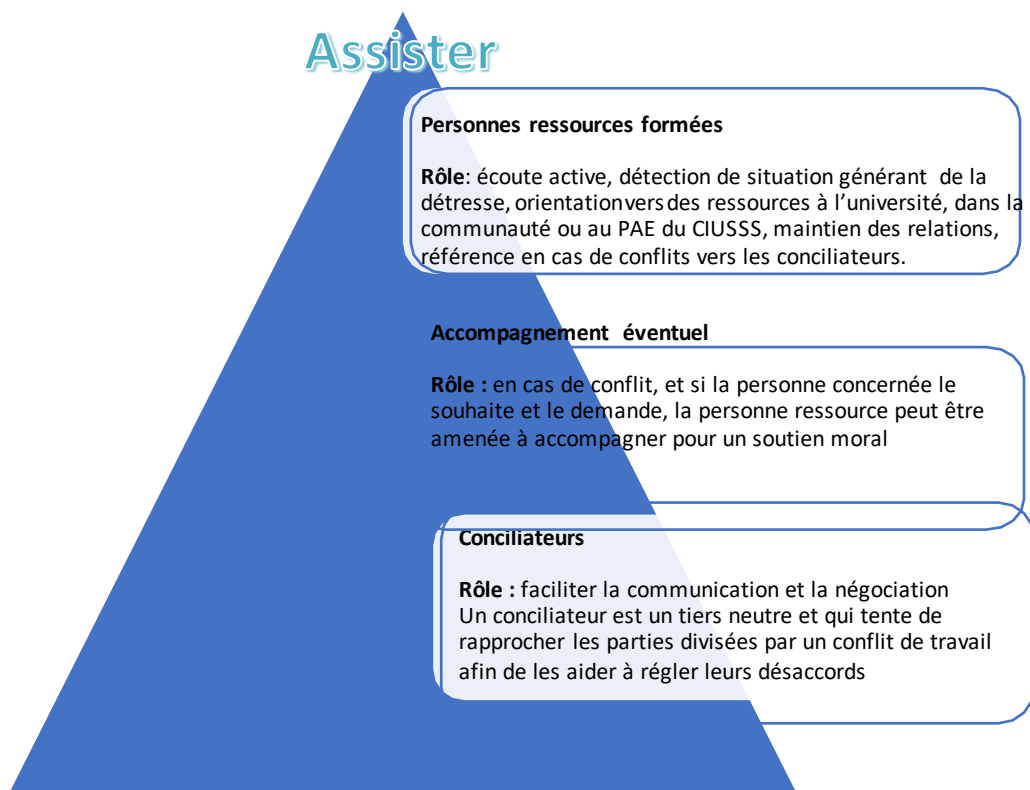 Assister
Personnes ressources formées
Rôle: écoute active, détection de situation générant de la
détresse, orientation vers des ressources à l'université, dans la
communauté ou au PAE du CIUSSS, maintien des relations,
référence en cas de conflits vers les conciliateurs.
Accompagnement éventuel
Rôle : en cas de conflit, et si la personne concernée le
souhaite et le demande, la personne ressource peut être
amenée à accompagner pour un soutien moral
Conciliateurs
Rôle : faciliter la communication et la négociation
Un conciliateur est un tiers neutre et qui tente de
rapprocher les parties divisées par un conflit de travail
afin de les aider à régler leurs désaccords